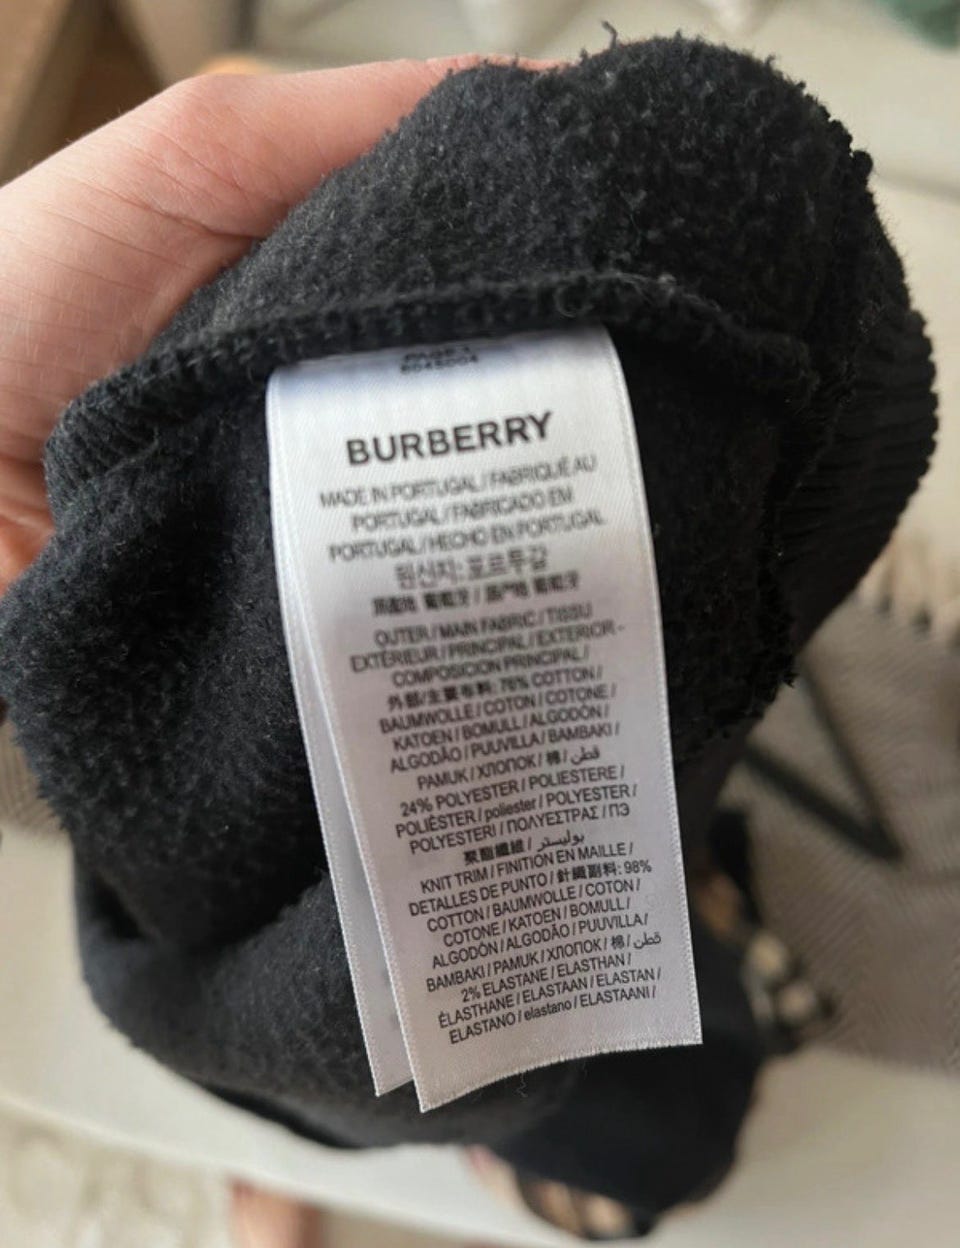 PAGE 1
8045004
BURBERRY
MADE IN PORTUGAL / FABRIQUÉ AU
PORTUGAL / FABRICADO EM
PORTUGAL / HECHO EN PORTUGAL
원산지: 포르투갈
原產地 葡萄牙 / 原产地 葡萄牙
OUTER / MAIN FABRIC / TISSU
EXTÉRIEUR / PRINCIPAL / EXTERIOR -
COMPOSICION PRINCIPAL /
外部/主要布料: 76% COTTON /
BAUMWOLLE / COTON / COTONE /
KATOEN / BOMULL / ALGODÓN /
ALGODÃO / PUUVILLA / BAMBAKI /
PAMUK / ХЛОПОК / 棉 / قطن
24% POLYESTER / POLIESTERE /
POLIÉSTER / poliester / POLYESTER /
POLYESTERI / ΠΟΛΥΕΣΤΡΑΣ / ПЭ
聚酯纖維 / بوليستر
KNIT TRIM / FINITION EN MAILLE /
DETALLES DE PUNTO / 針織副料: 98%
COTTON / BAUMWOLLE / COTON /
COTONE / KATOEN / BOMULL /
ALGODÓN / ALGODÃO / PUUVILLA /
BAMBAKI / PAMUK / ХЛОПОК / 棉 / قطن
2% ELASTANE / ELASTHAN /
ÉLASTHANE / ELASTAAN / ELASTAN /
ELASTANO / elastano / ELASTAANI /